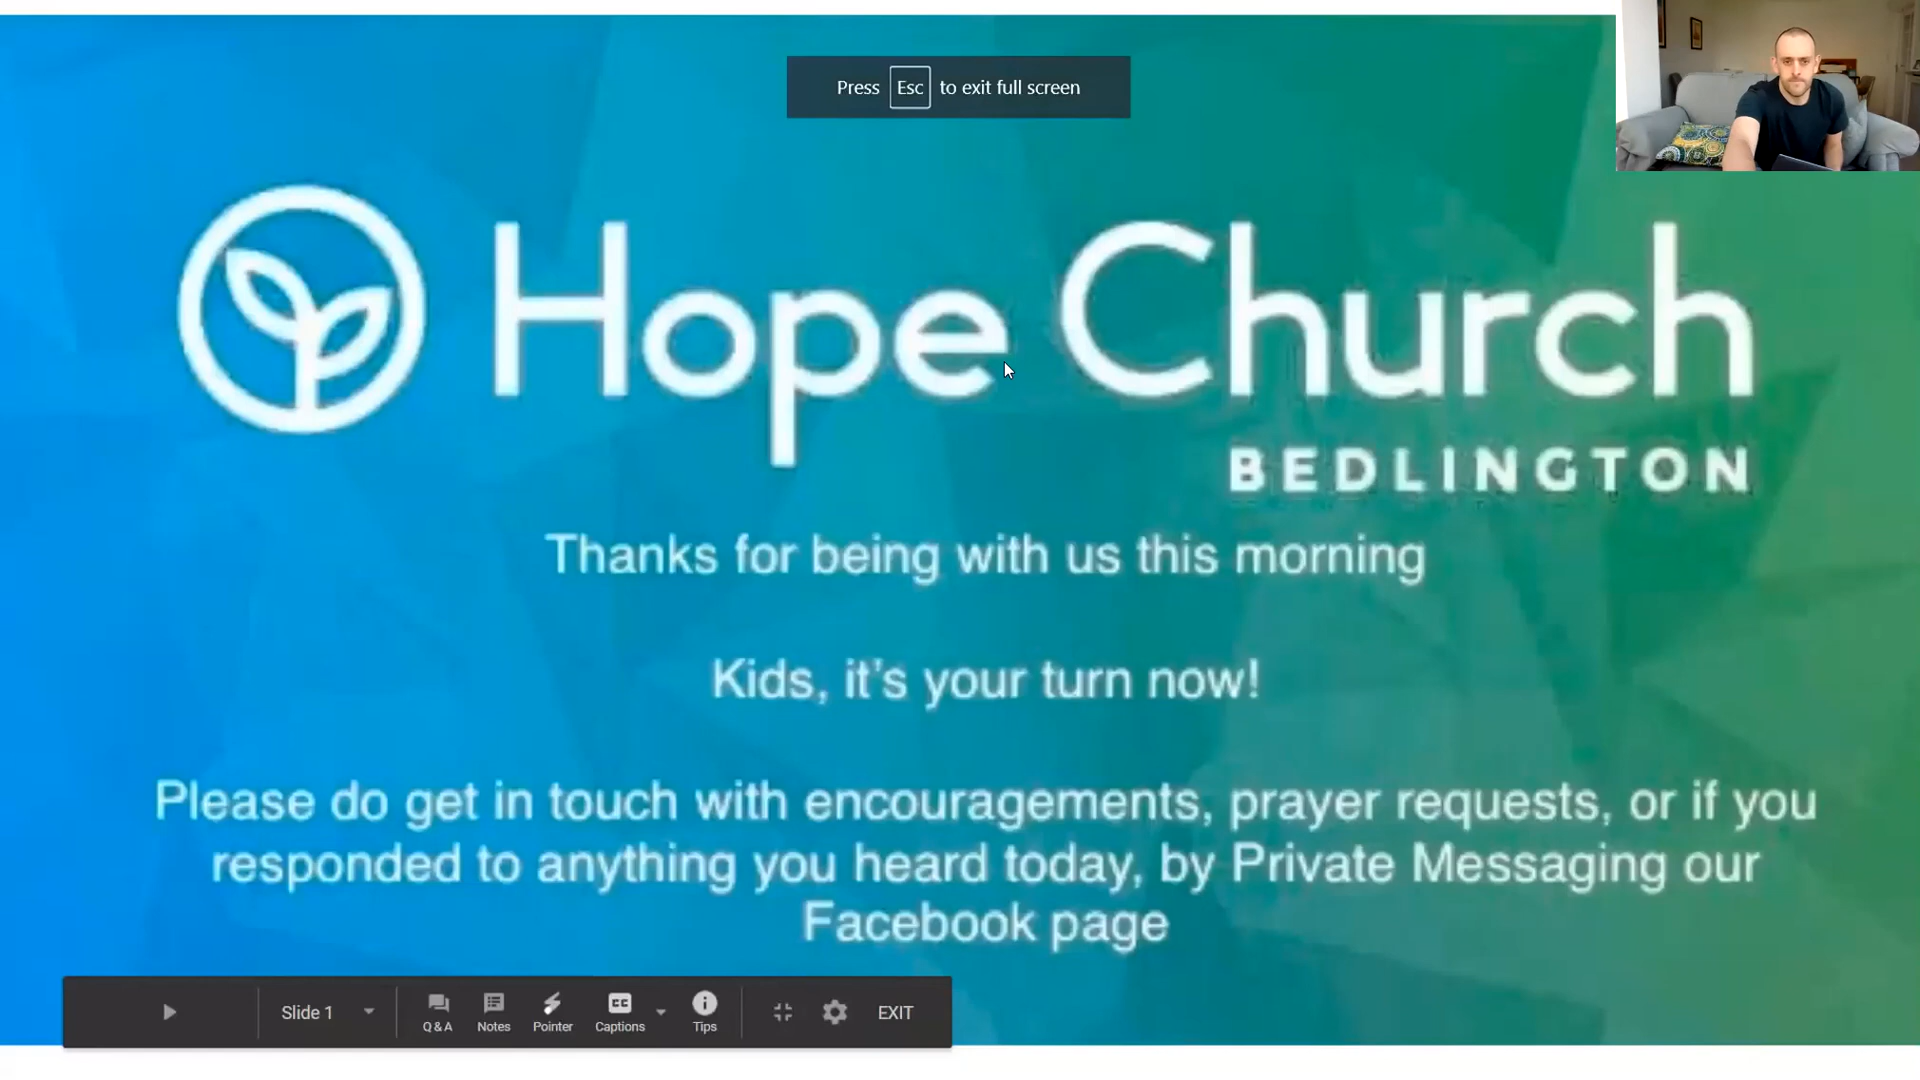 Press Esc to exit full screen
Hope Church
BEDLINGTON
Thanks for being with us this morning
Kids, it's your turn now!
Please do get in touch with encouragements, prayer requests, or if you
responded to anything you heard today, by Private Messaging our
Facebook page
Slide 1
Q & A
Notes
Pointer
CC
Captions
Tips
EXIT